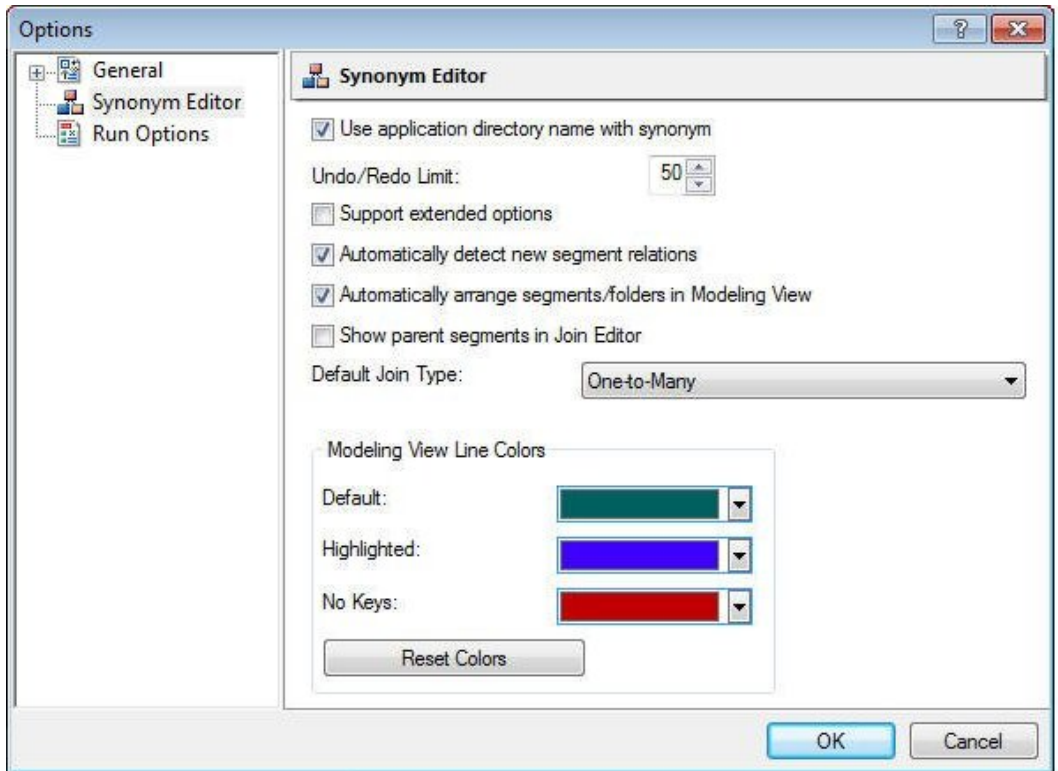 Options
General
Synonym Editor
Run Options
Synonym Editor
Use application directory name with synonym
Undo/Redo Limit: 50
Support extended options
Automatically detect new segment relations
Automatically arrange segments/folders in Modeling View
Show parent segments in Join Editor
Default Join Type: One-to-Many
Modeling View Line Colors
Default:
Highlighted:
No Keys:
Reset Colors
OK Cancel